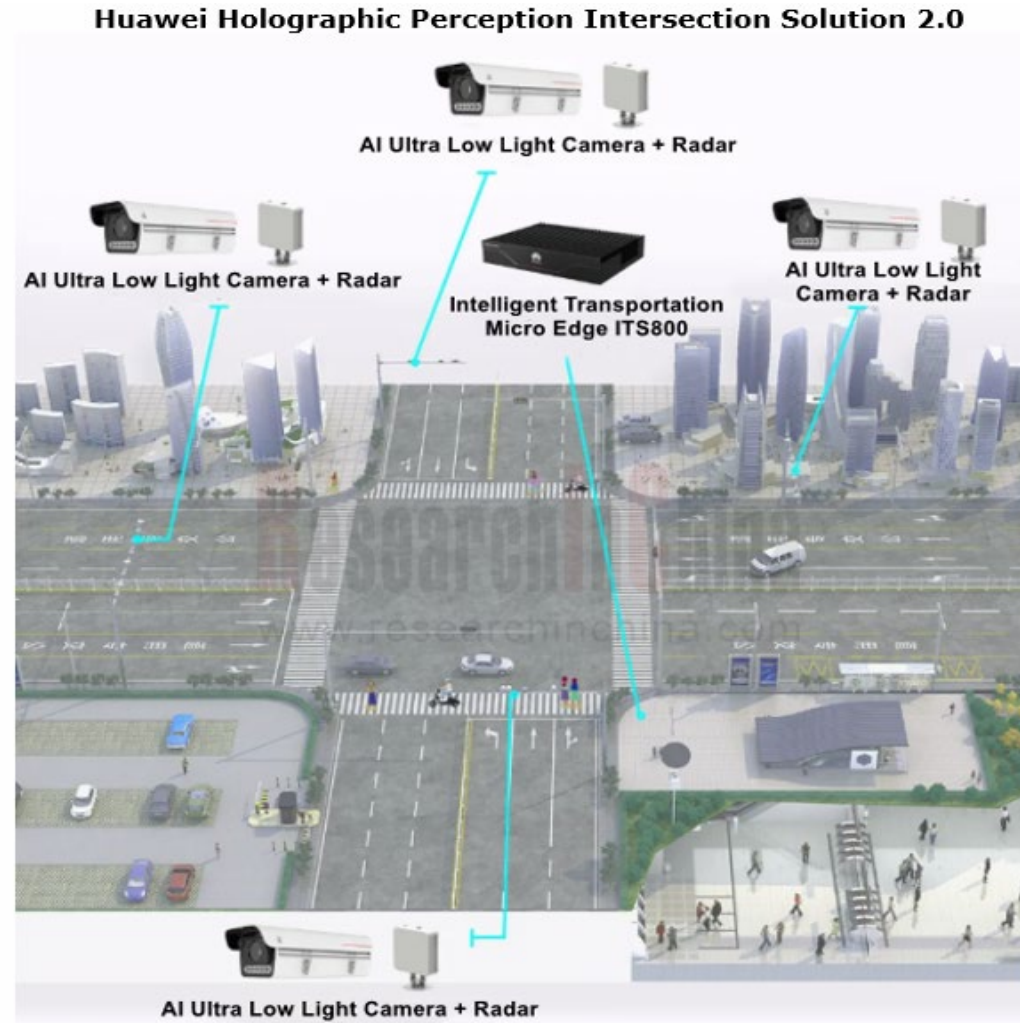 Huawei Holographic Perception Intersection Solution 2.0
AI Ultra Low Light Camera + Radar
AI Ultra Low Light Camera + Radar
Intelligent Transportation
Micro Edge ITS800
AI Ultra Low Light
Camera + Radar
ResearchInChina
www.researchinchina.com
AI Ultra Low Light Camera + Radar